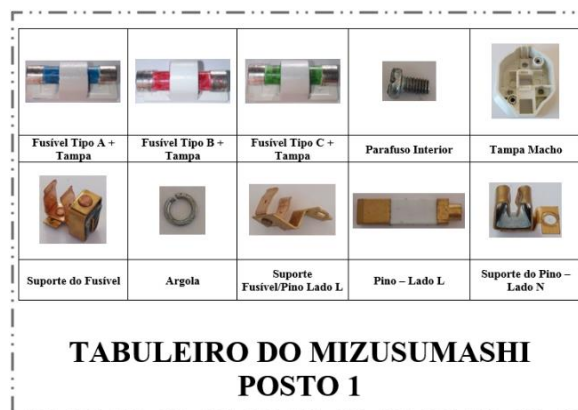 Fusível Tipo A +
Tampa
Fusível Tipo B +
Tampa
Fusível Tipo C +
Tampa
Parafuso Interior
Tampa Macho
Suporte do Fusível
Argola
Suporte
Fusível/Pino Lado L
Pino – Lado L
Suporte do Pino –
Lado N
TABULEIRO DO MIZUSUMASHI
POSTO 1